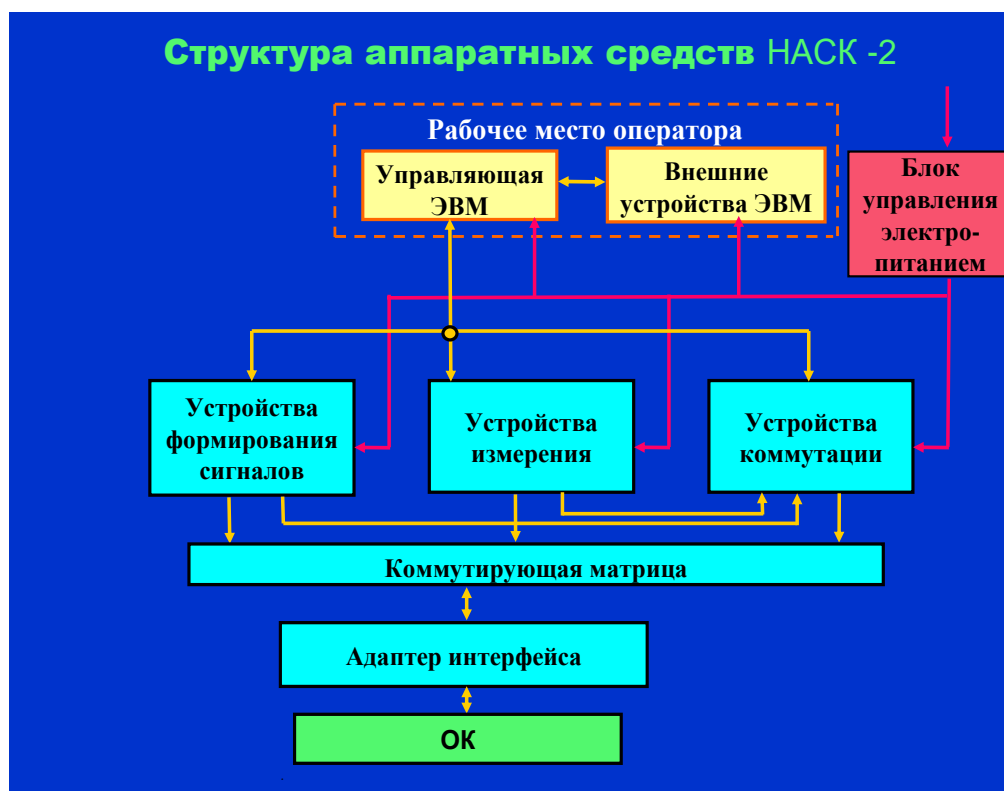 Структура аппаратных средств НАСК -2
Рабочее место оператора
Управляющая
ЭВМ
Внешние
устройства ЭВМ
Блок
управления
электро-
питанием
Устройства
формирования
сигналов
Устройства
измерения
Устройства
коммутации
Коммутирующая матрица
Адаптер интерфейса
ОК